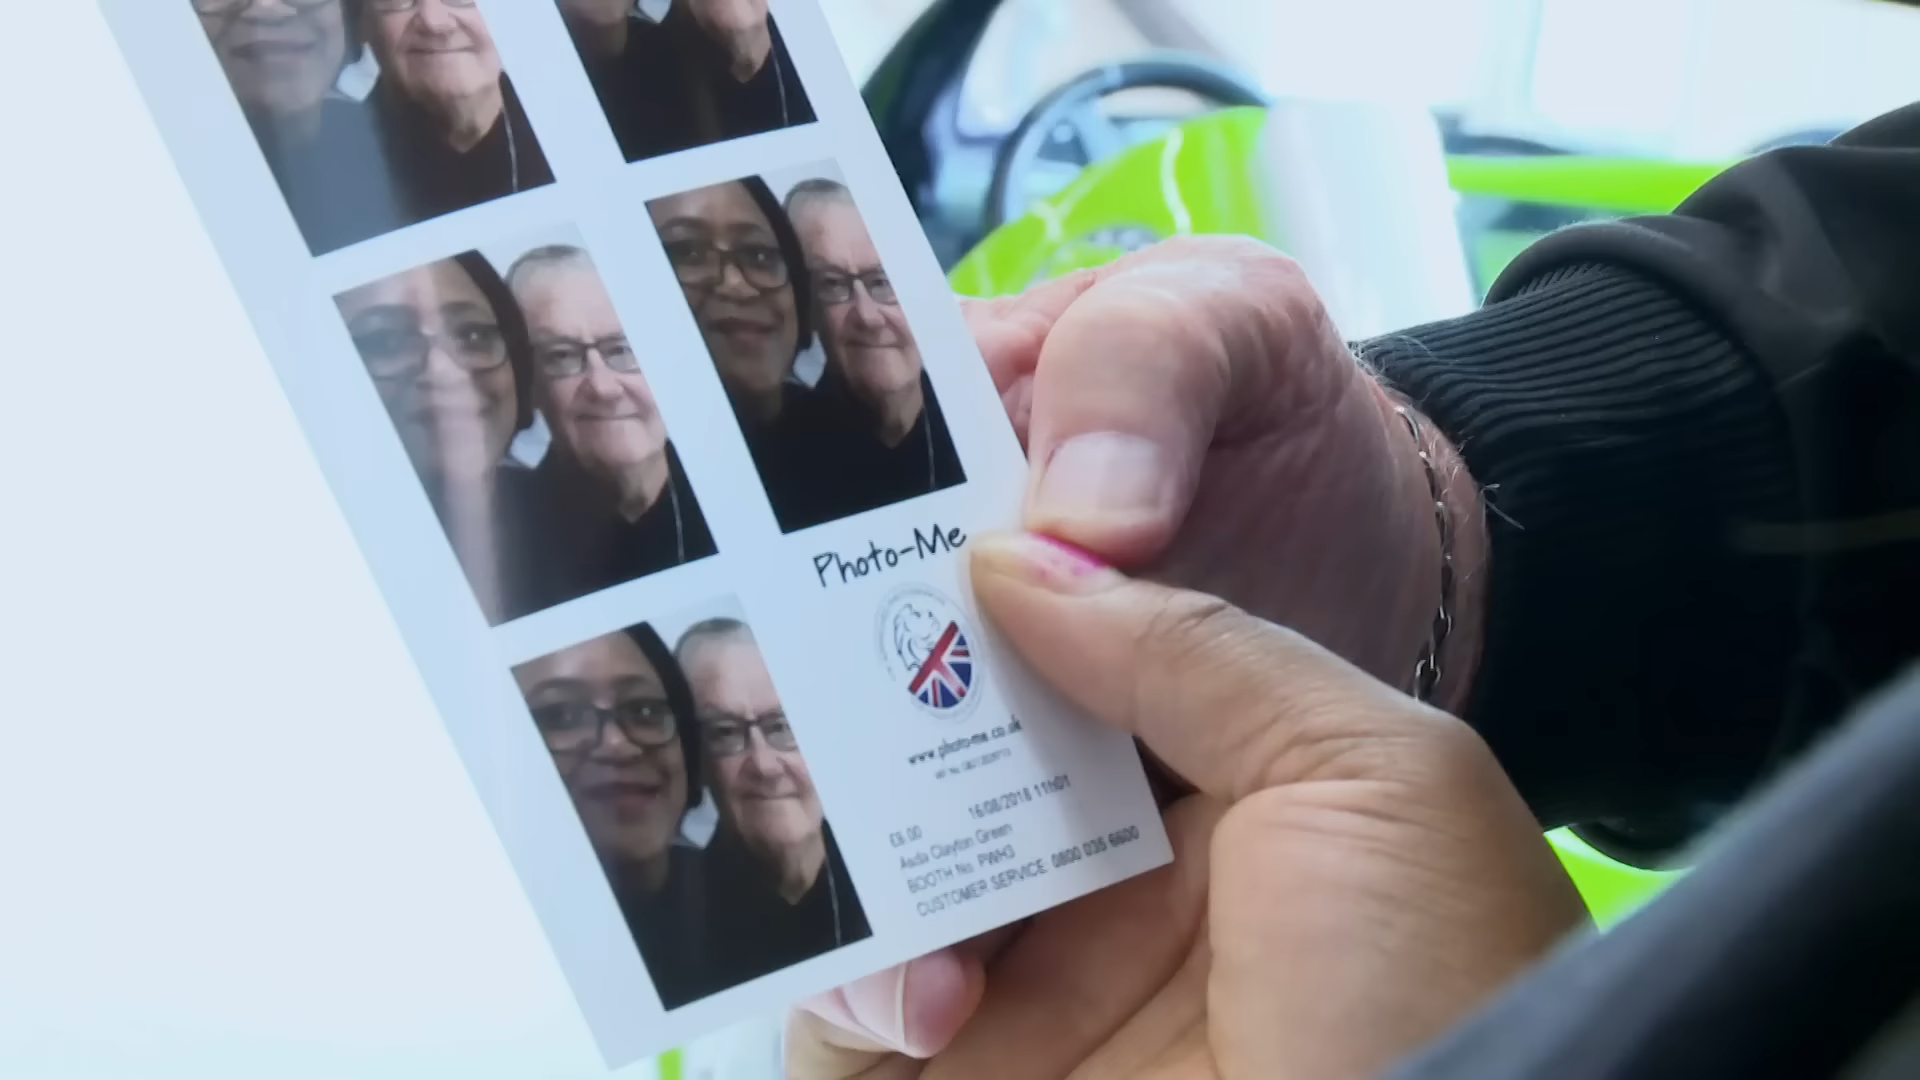 Photo-Me
www.photo-me.co.uk
16/08/2018 11h01
£6.00
Asda Clayton Green
BOOTH No PWH3
CUSTOMER SERVICE: 0800 036 6600